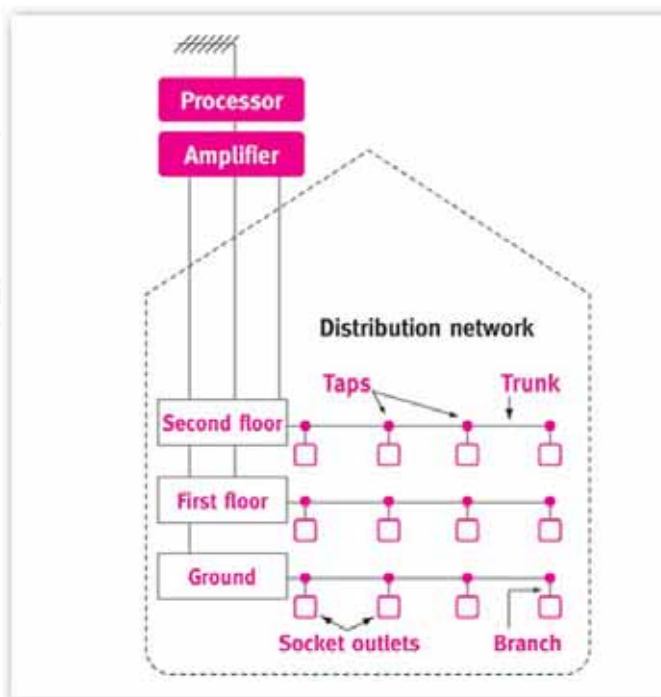 Processor
Amplifier
Distribution network
Taps
Trunk
Second floor
First floor
Ground
Socket outlets
Branch